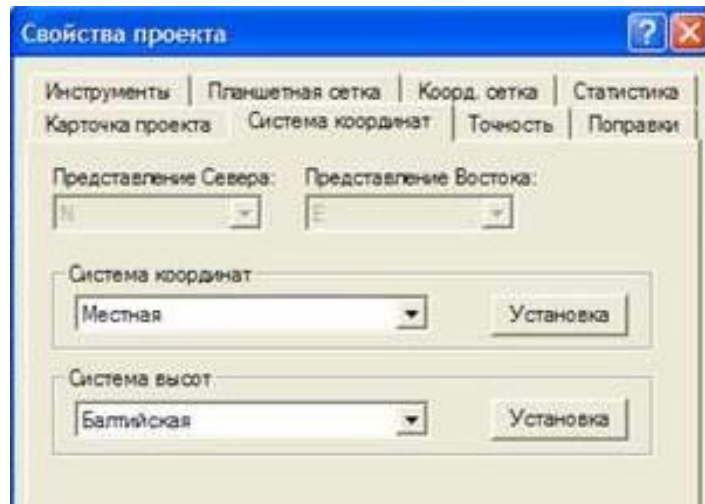 Свойства проекта
Инструменты Планшетная сетка Коорд. сетка Статистика
Карточка проекта Система координат Точность Поправки
Представление Севера: Представление Востока:
N E
Система координат
Местная Установка
Система высот
Балтийская Установка